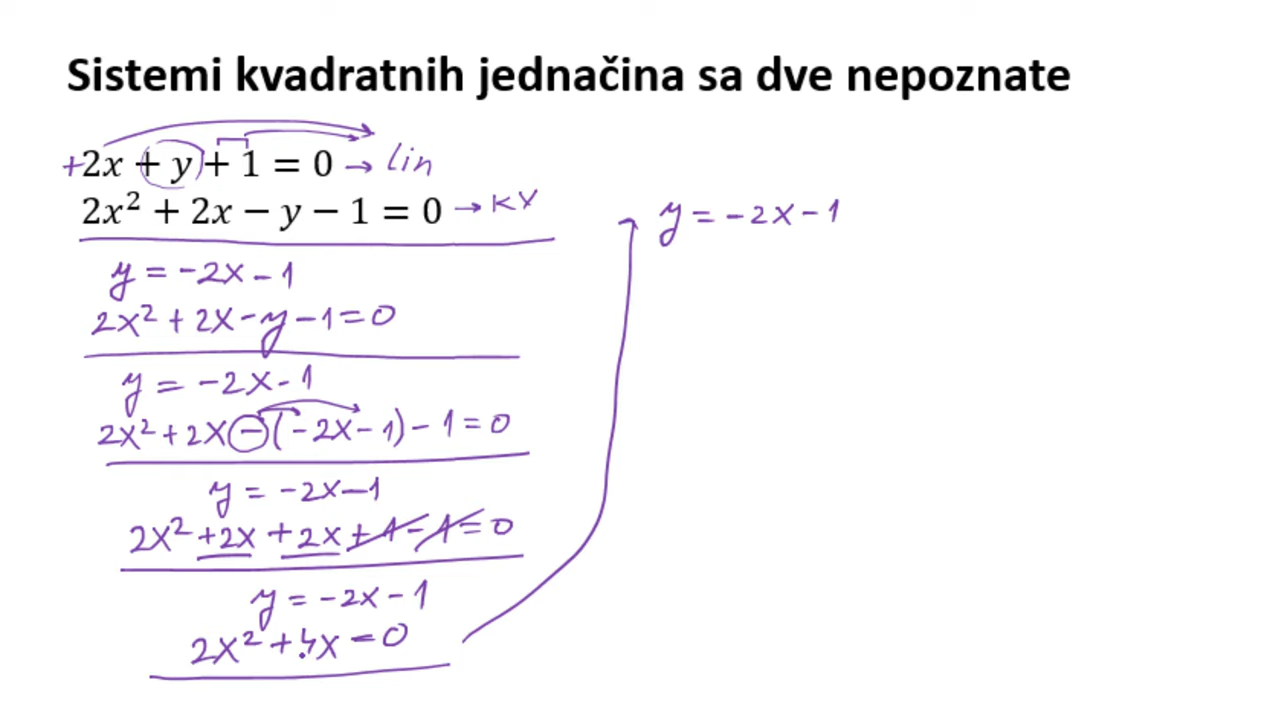 Sistemi kvadratnih jednačina sa dve nepoznate
+2x + y + 1 = 0 → lin
2x² + 2x − y − 1 = 0 → KV
y = -2x - 1
2x² + 2x - y - 1 = 0
y = -2x - 1
2x² + 2x - (-2x - 1) - 1 = 0
y = -2x - 1
2x² + 2x + 2x + 1 - 1 = 0
y = -2x - 1
2x² + 4x = 0
y = -2x - 1